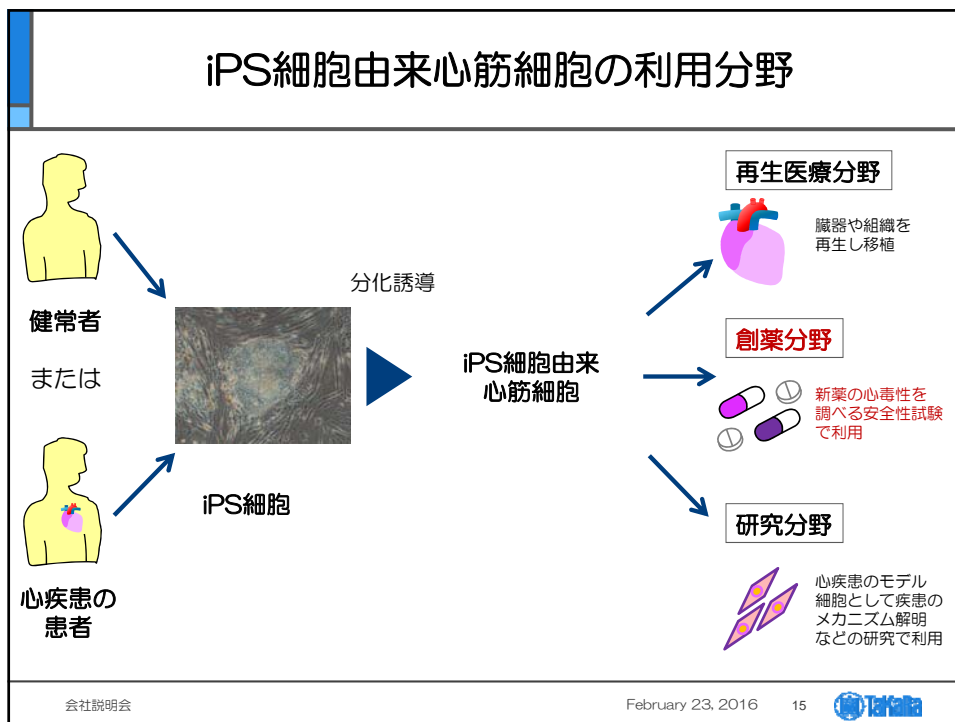 iPS細胞由来心筋細胞の利用分野
健常者
または
心疾患の
患者
iPS細胞
分化誘導
iPS細胞由来
心筋細胞
再生医療分野
臓器や組織を
再生し移植
創薬分野
新薬の心毒性を
調べる安全性試験
で利用
研究分野
心疾患のモデル
細胞として疾患の
メカニズム解明
などの研究で利用
会社説明会
February 23, 2016
15
TaKaRa